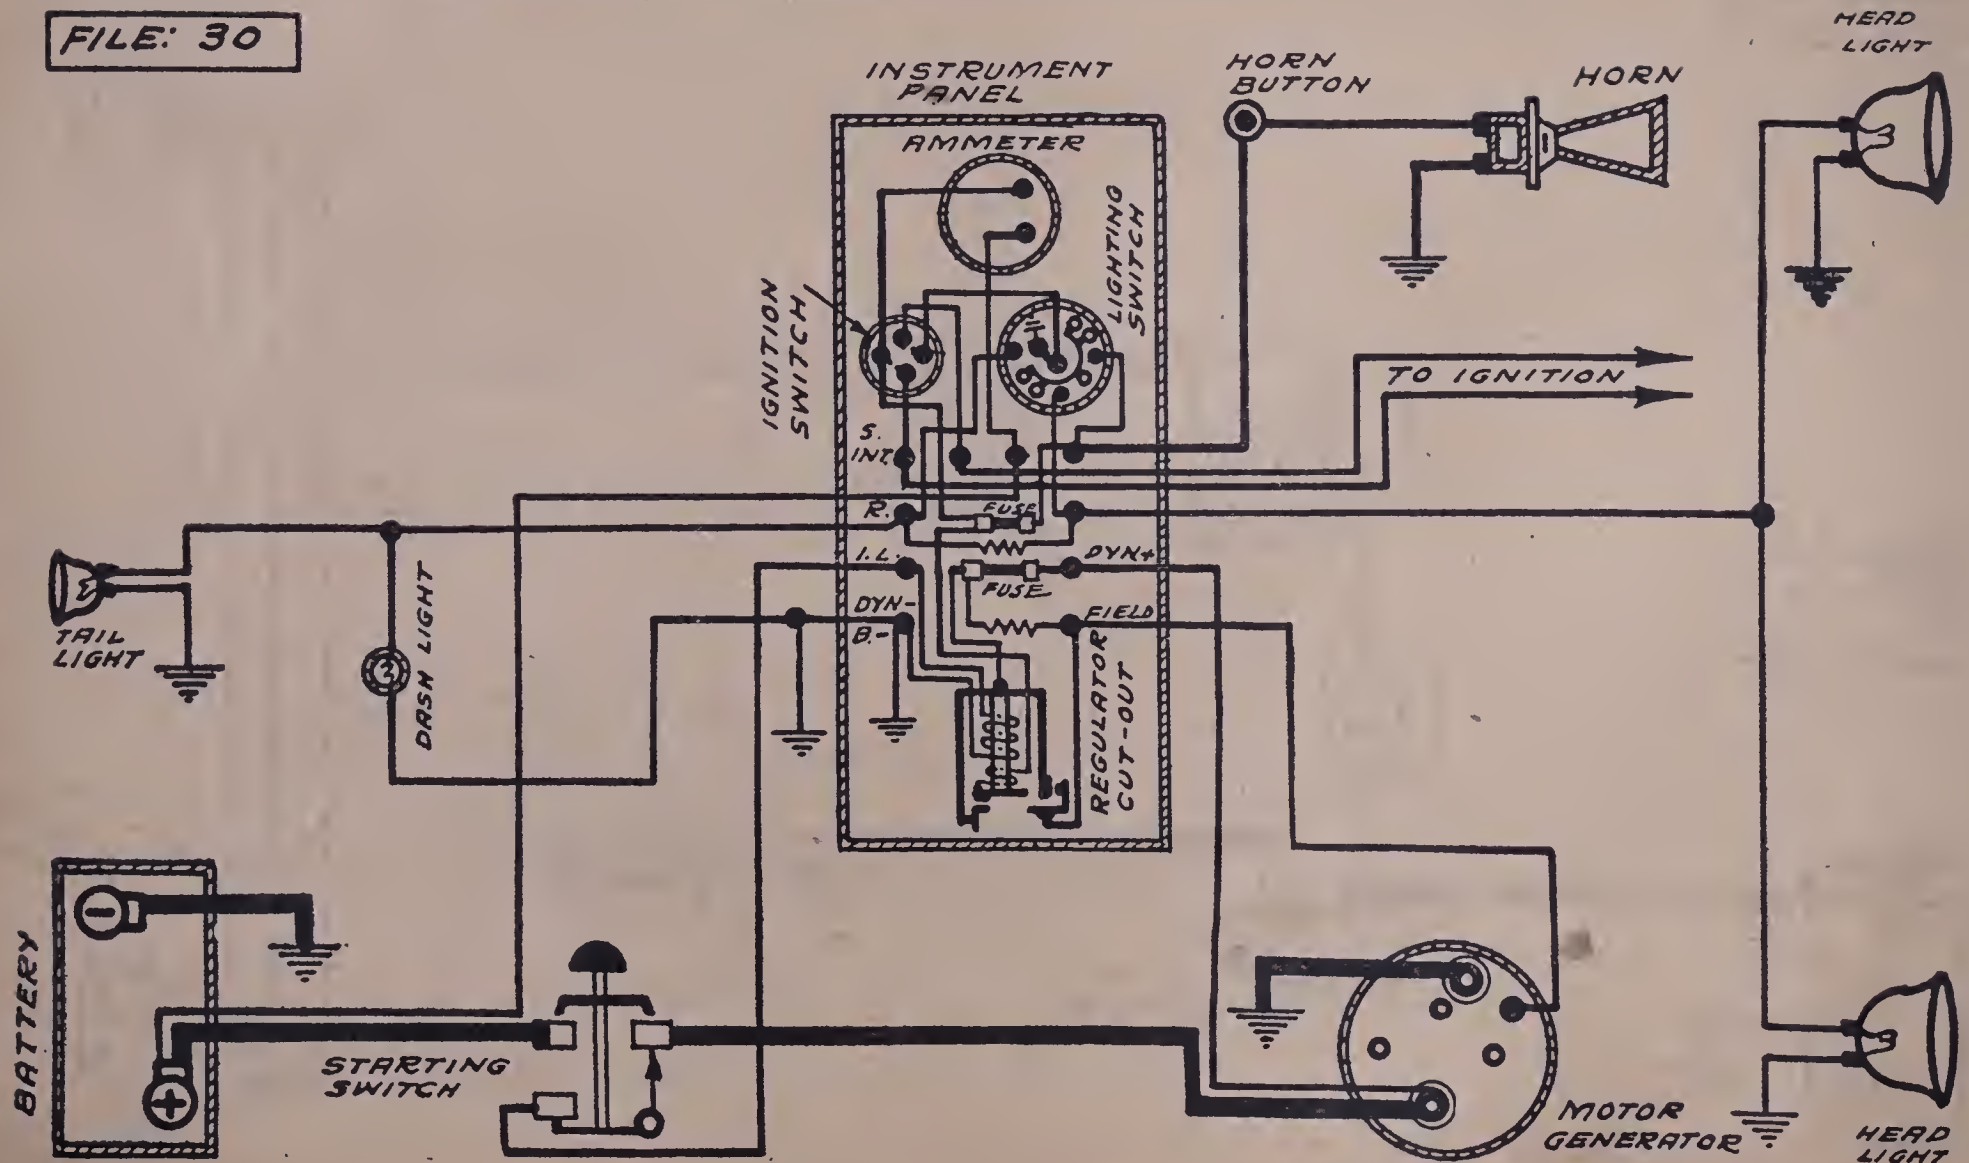 FILE: 30
HEAD
LIGHT
INSTRUMENT
PANEL
HORN
BUTTON
HORN
AMMETER
LIGHTING
SWITCH
IGNITION
SWITCH
TO IGNITION
S.
INT.
R.
FUSE
I.L.
DYN+
FUSE
DYN-
B.-
FIELD
REGULATOR
CUT-OUT
TAIL
LIGHT
DASH LIGHT
BATTERY
-
+
STARTING
SWITCH
MOTOR
GENERATOR
HEAD
LIGHT